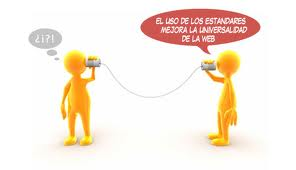 ¿¡?!
EL USO DE LOS ESTANDARES
MEJORA LA UNIVERSALIDAD
DE LA WEB